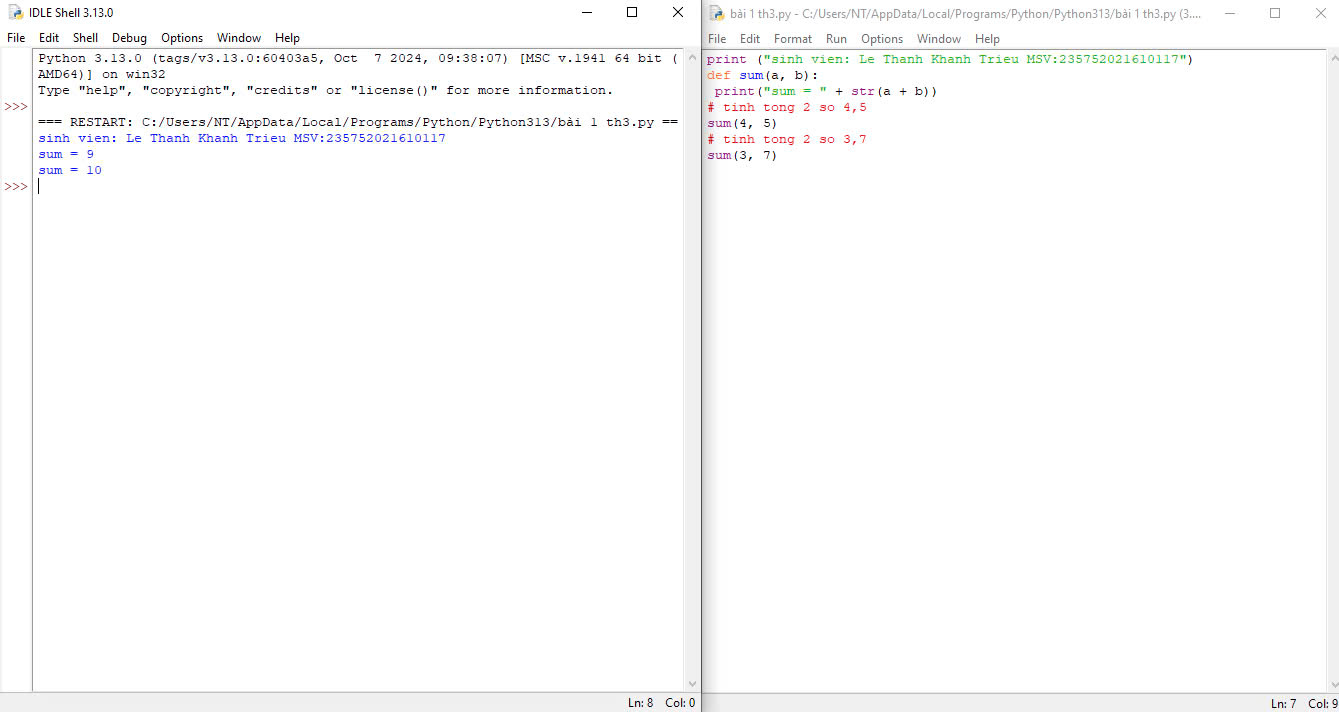 IDLE Shell 3.13.0
File Edit Shell Debug Options Window Help
Python 3.13.0 (tags/v3.13.0:60403a5, Oct  7 2024, 09:38:07) [MSC v.1941 64 bit (
AMD64)] on win32
Type "help", "copyright", "credits" or "license()" for more information.
>>>
=== RESTART: C:/Users/NT/AppData/Local/Programs/Python/Python313/bài 1 th3.py ==
sinh vien: Le Thanh Khanh Trieu MSV:235752021610117
sum = 9
sum = 10
>>>
Ln: 8 Col: 0
bài 1 th3.py - C:/Users/NT/AppData/Local/Programs/Python/Python313/bài 1 th3.py (3....
File Edit Format Run Options Window Help
print ("sinh vien: Le Thanh Khanh Trieu MSV:235752021610117")
def sum(a, b):
 print("sum = " + str(a + b))
# tinh tong 2 so 4,5
sum(4, 5)
# tinh tong 2 so 3,7
sum(3, 7)
Ln: 7 Col: 9